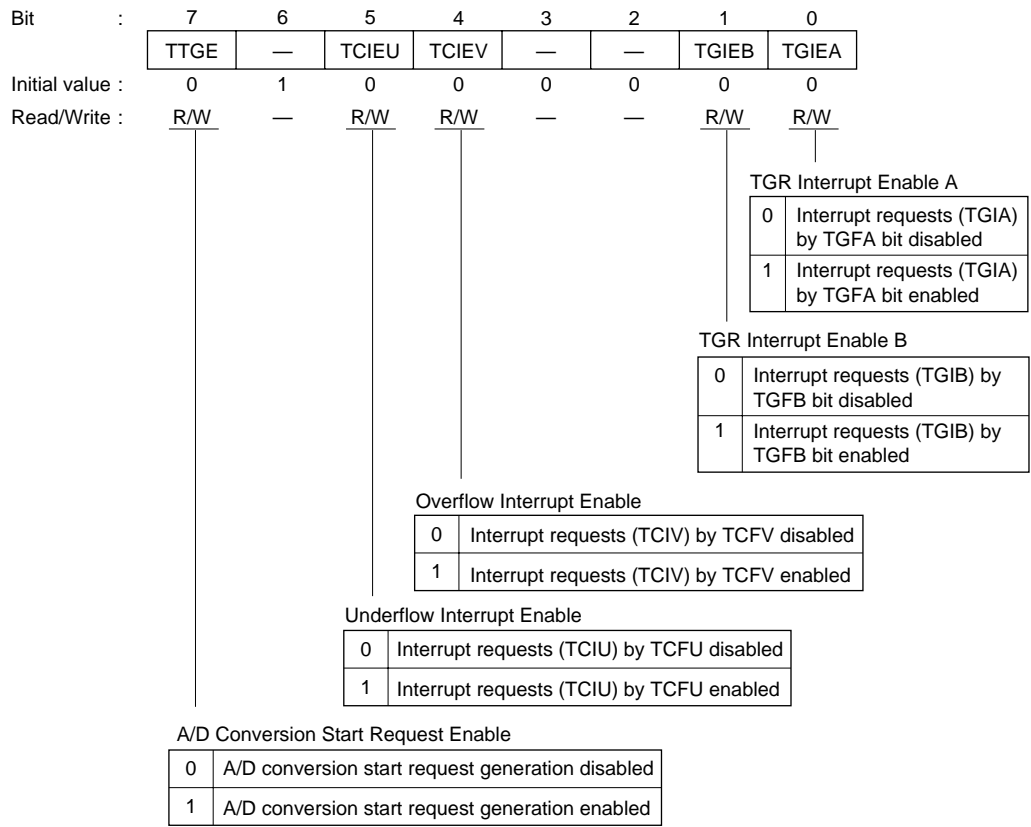 Bit : 7 6 5 4 3 2 1 0
TTGE — TCIEU TCIEV — — TGIEB TGIEA
Initial value : 0 1 0 0 0 0 0 0
Read/Write : R/W — R/W R/W — — R/W R/W
TGR Interrupt Enable A
0 Interrupt requests (TGIA)
by TGFA bit disabled
1 Interrupt requests (TGIA)
by TGFA bit enabled
TGR Interrupt Enable B
0 Interrupt requests (TGIB) by
TGFB bit disabled
1 Interrupt requests (TGIB) by
TGFB bit enabled
Overflow Interrupt Enable
0 Interrupt requests (TCIV) by TCFV disabled
1 Interrupt requests (TCIV) by TCFV enabled
Underflow Interrupt Enable
0 Interrupt requests (TCIU) by TCFU disabled
1 Interrupt requests (TCIU) by TCFU enabled
A/D Conversion Start Request Enable
0 A/D conversion start request generation disabled
1 A/D conversion start request generation enabled